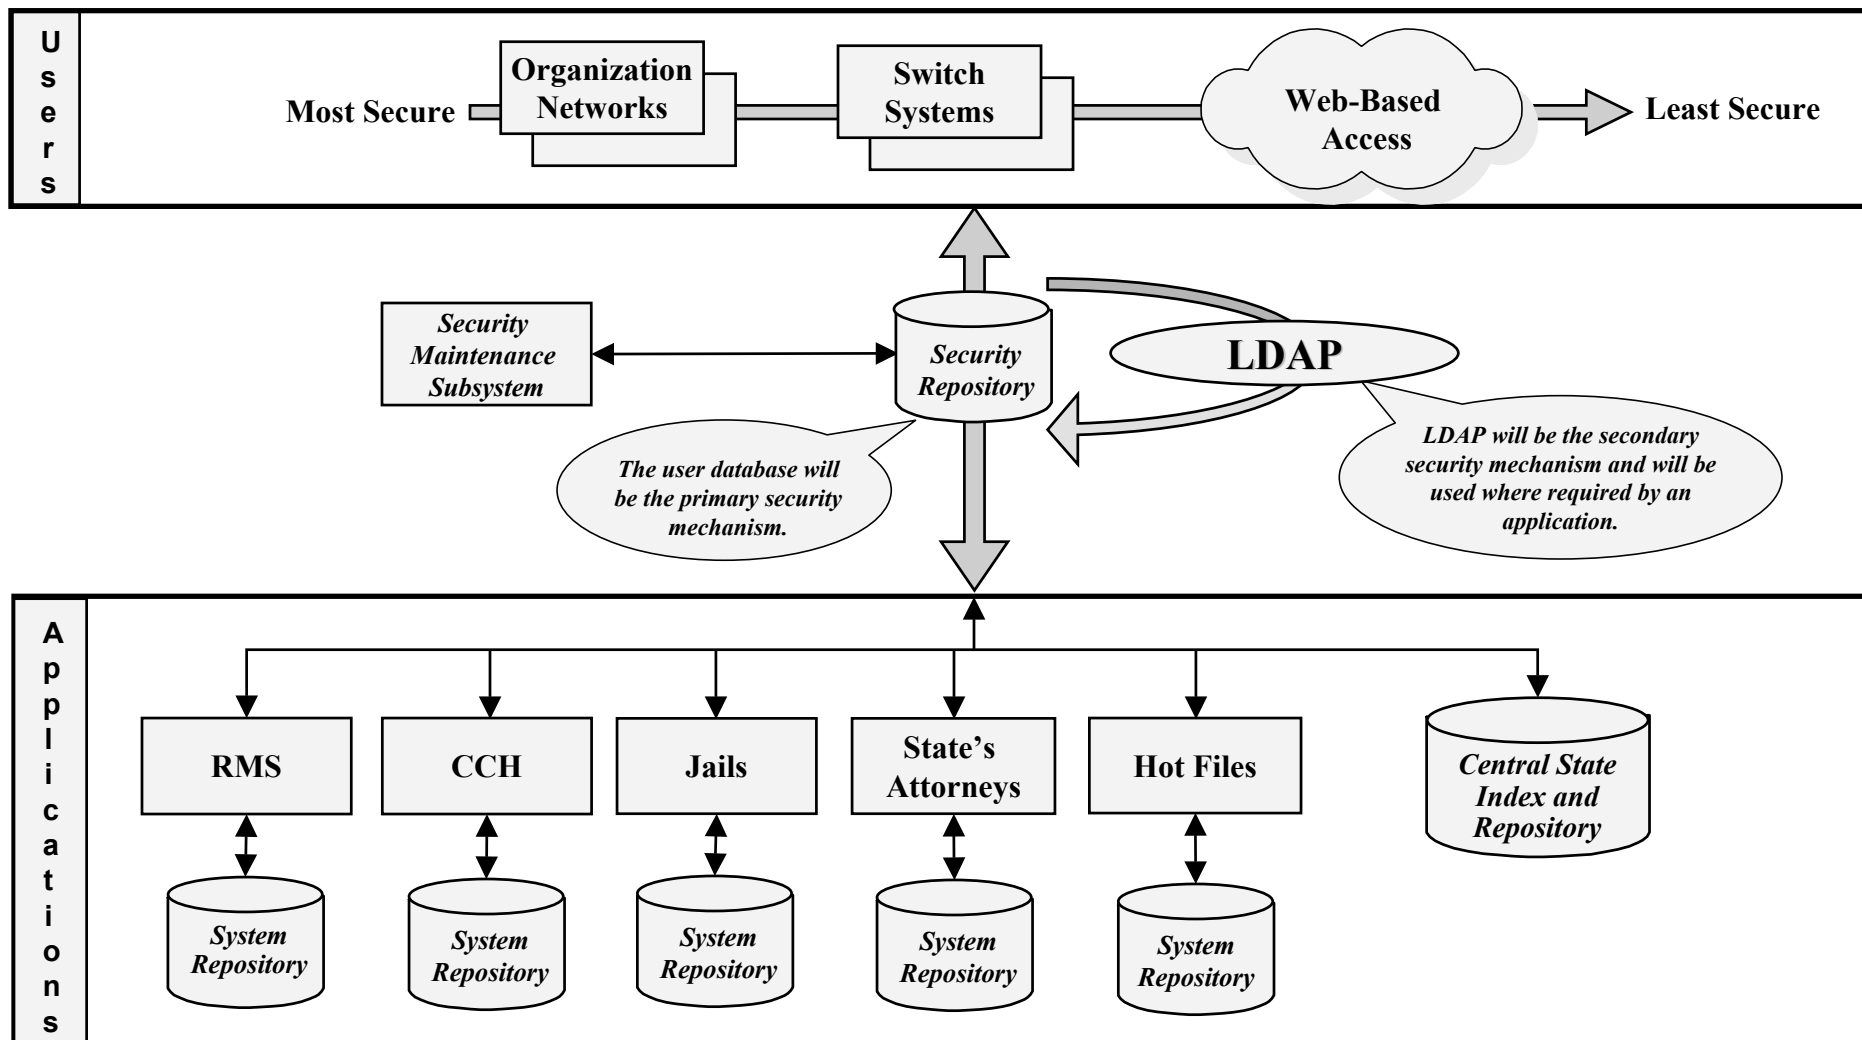 Users
Most Secure
Organization
Networks
Switch
Systems
Web-Based
Access
Least Secure
Security
Maintenance
Subsystem
Security
Repository
LDAP
The user database will
be the primary security
mechanism.
LDAP will be the secondary
security mechanism and will be
used where required by an
application.
Applications
RMS
CCH
Jails
State’s
Attorneys
Hot Files
Central State
Index and
Repository
System
Repository
System
Repository
System
Repository
System
Repository
System
Repository